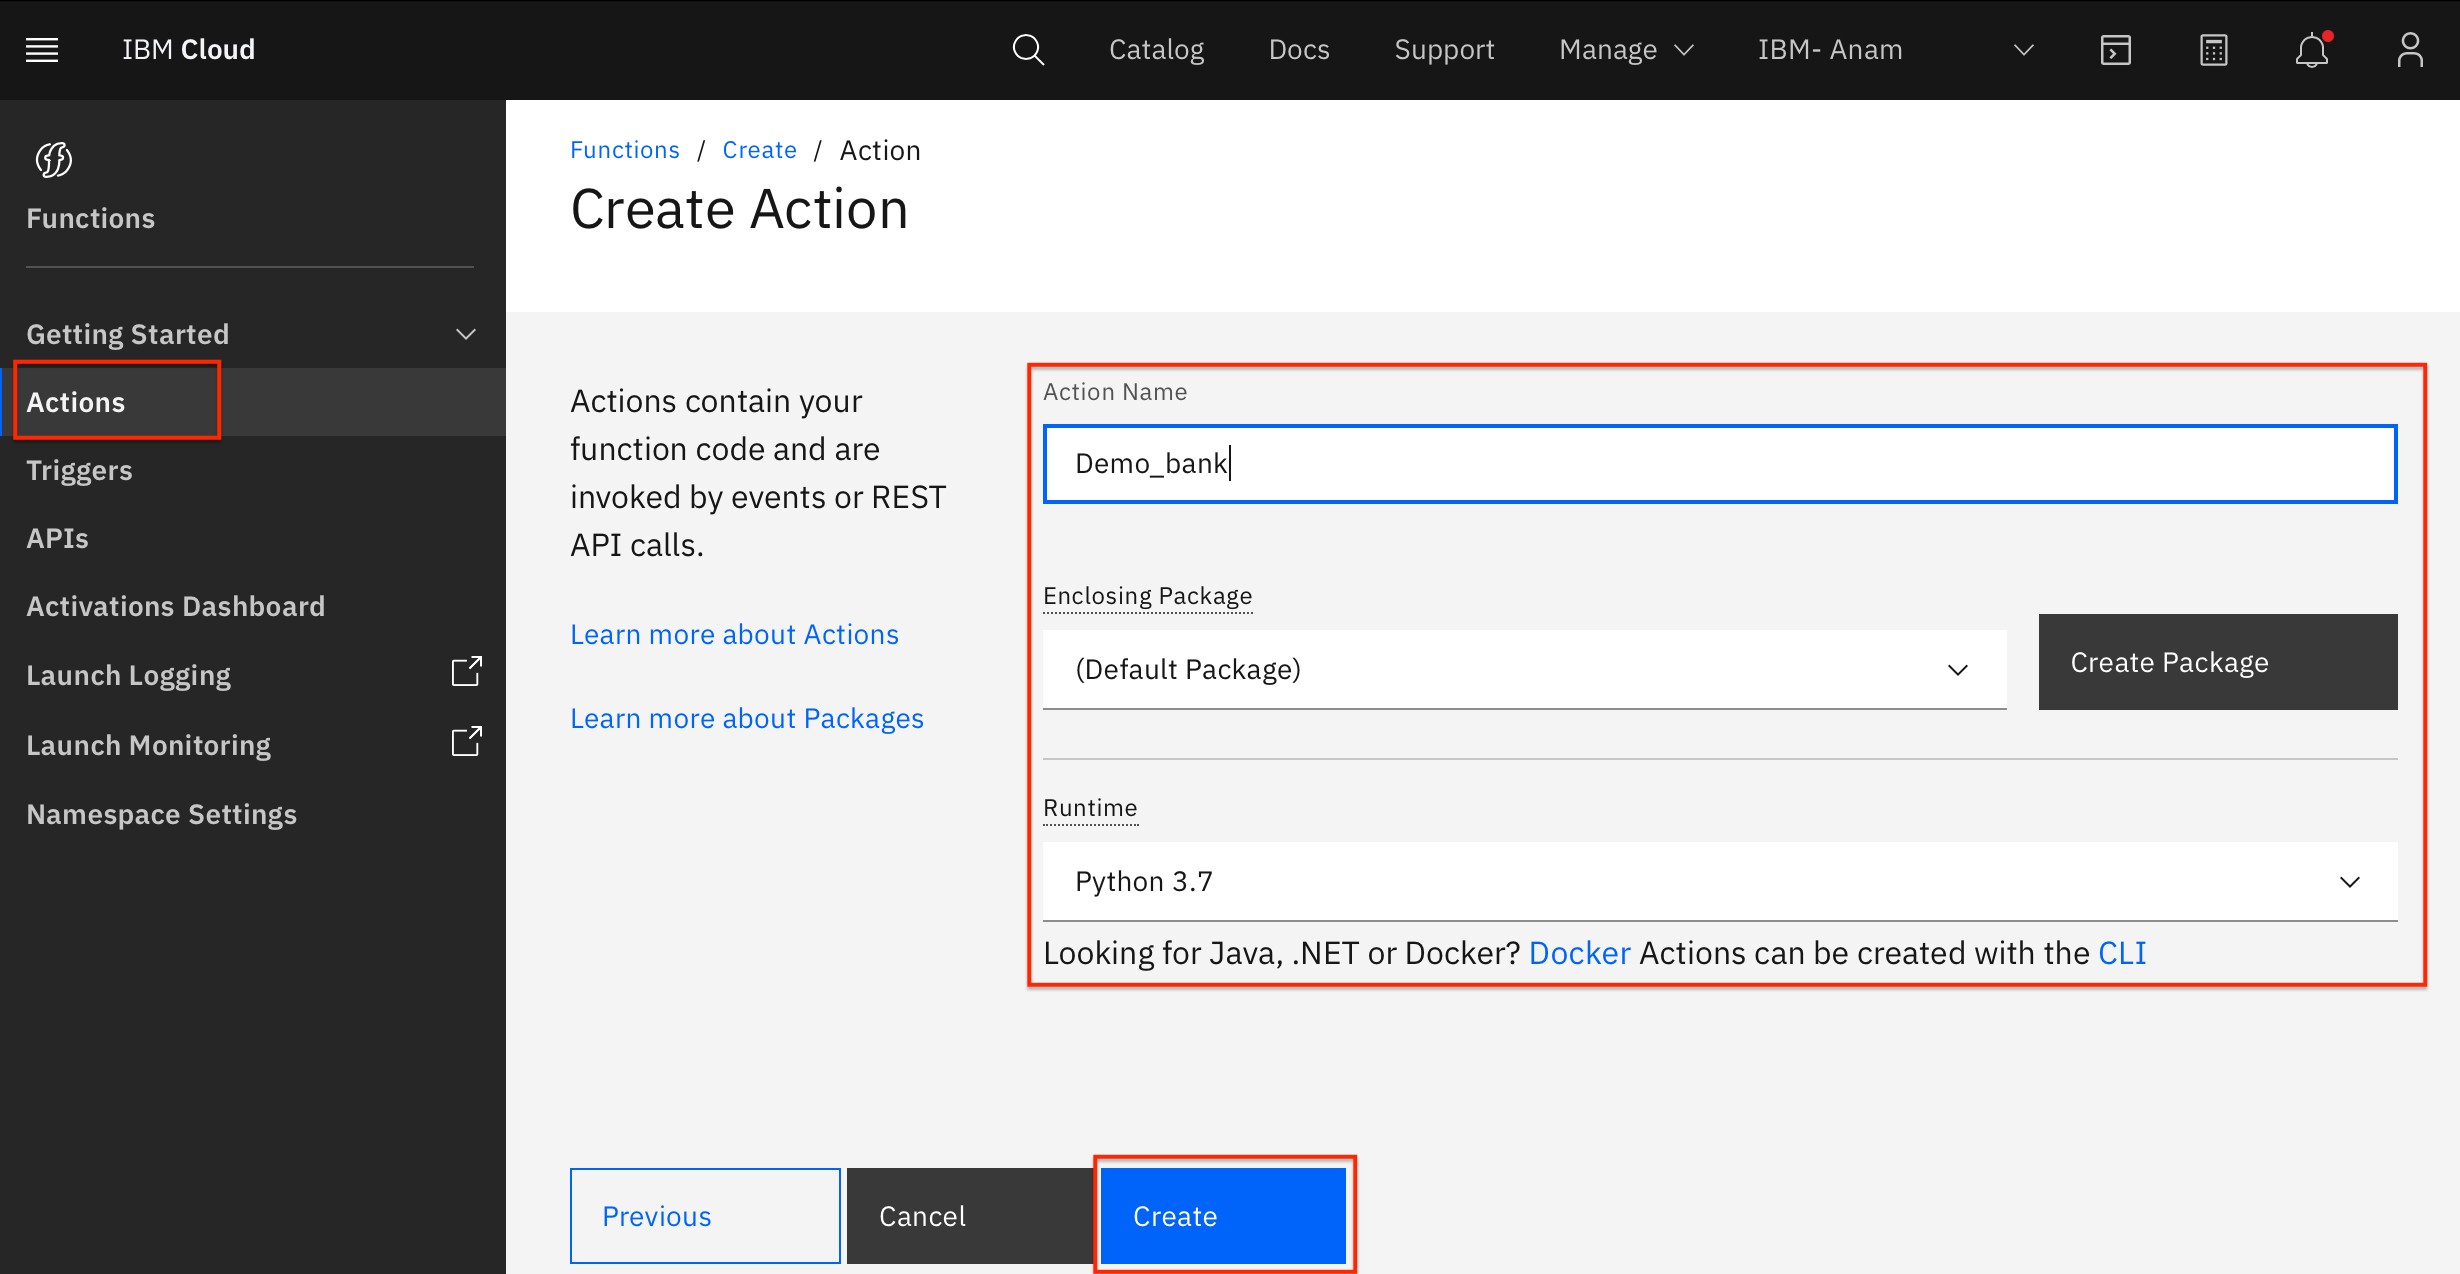 IBM Cloud
Catalog
Docs
Support
Manage
IBM- Anam
Functions
Getting Started
Actions
Triggers
APIs
Activations Dashboard
Launch Logging
Launch Monitoring
Namespace Settings
Functions / Create / Action
Create Action
Actions contain your
function code and are
invoked by events or REST
API calls.
Learn more about Actions
Learn more about Packages
Action Name
Demo_bank
Enclosing Package
(Default Package)
Create Package
Runtime
Python 3.7
Looking for Java, .NET or Docker? Docker Actions can be created with the CLI
Previous
Cancel
Create